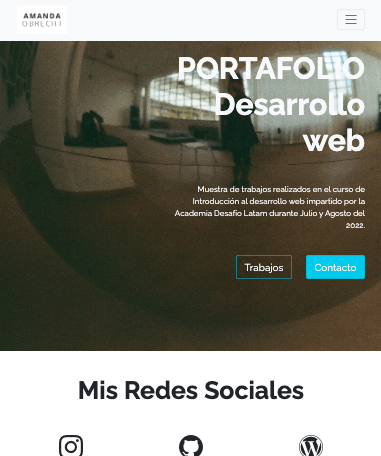 AMANDA
OBRECHT
PORTAFOLIO
Desarrollo
web
Muestra de trabajos realizados en el curso de
Introducción al desarrollo web impartido por la
Academia Desafío Latam durante Julio y Agosto del
2022.
Trabajos Contacto
Mis Redes Sociales